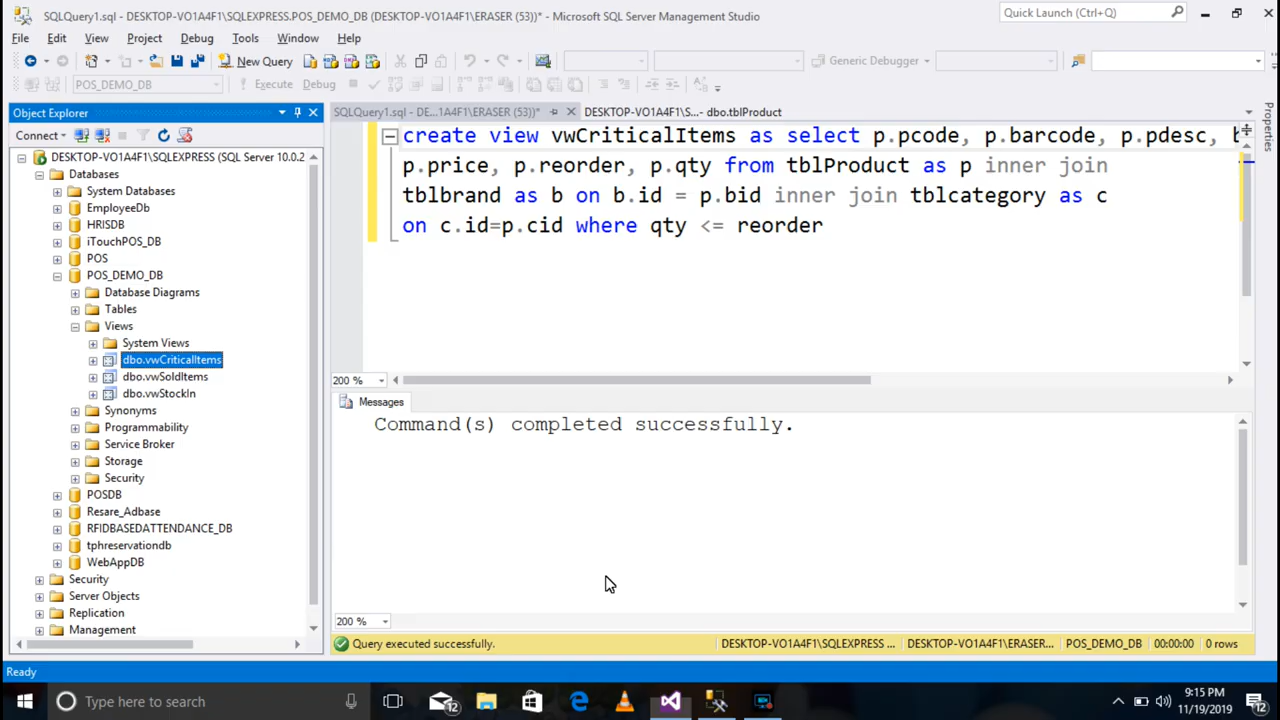 SQLQuery1.sql - DESKTOP-VO1A4F1\SQLEXPRESS.POS_DEMO_DB (DESKTOP-VO1A4F1\ERASER (53))* - Microsoft SQL Server Management Studio
Quick Launch (Ctrl+Q)
File Edit View Project Debug Tools Window Help
New Query
Generic Debugger
POS_DEMO_DB
Execute Debug
Object Explorer
SQLQuery1.sql - DE...1A4F1\ERASER (53))*
DESKTOP-VO1A4F1\S...- dbo.tblProduct
Properties
Connect
DESKTOP-VO1A4F1\SQLEXPRESS (SQL Server 10.0.2
Databases
System Databases
EmployeeDb
HRISDB
iTouchPOS_DB
POS
POS_DEMO_DB
Database Diagrams
Tables
Views
System Views
dbo.vwCriticalItems
dbo.vwSoldItems
dbo.vwStockIn
Synonyms
Programmability
Service Broker
Storage
Security
POSDB
Resare_Adbase
RFIDBASEDATTENDANCE_DB
tphreservationdb
WebAppDB
Security
Server Objects
Replication
Management
create view vwCriticalItems as select p.pcode, p.barcode, p.pdesc,
p.price, p.reorder, p.qty from tblProduct as p inner join
tblbrand as b on b.id = p.bid inner join tblcategory as c
on c.id=p.cid where qty <= reorder
200 %
Messages
Command(s) completed successfully.
200 %
Query executed successfully.
DESKTOP-VO1A4F1\SQLEXPRESS ...
DESKTOP-VO1A4F1\ERASER...
POS_DEMO_DB
00:00:00
0 rows
Ready
Type here to search
12
9:15 PM
11/19/2019
12